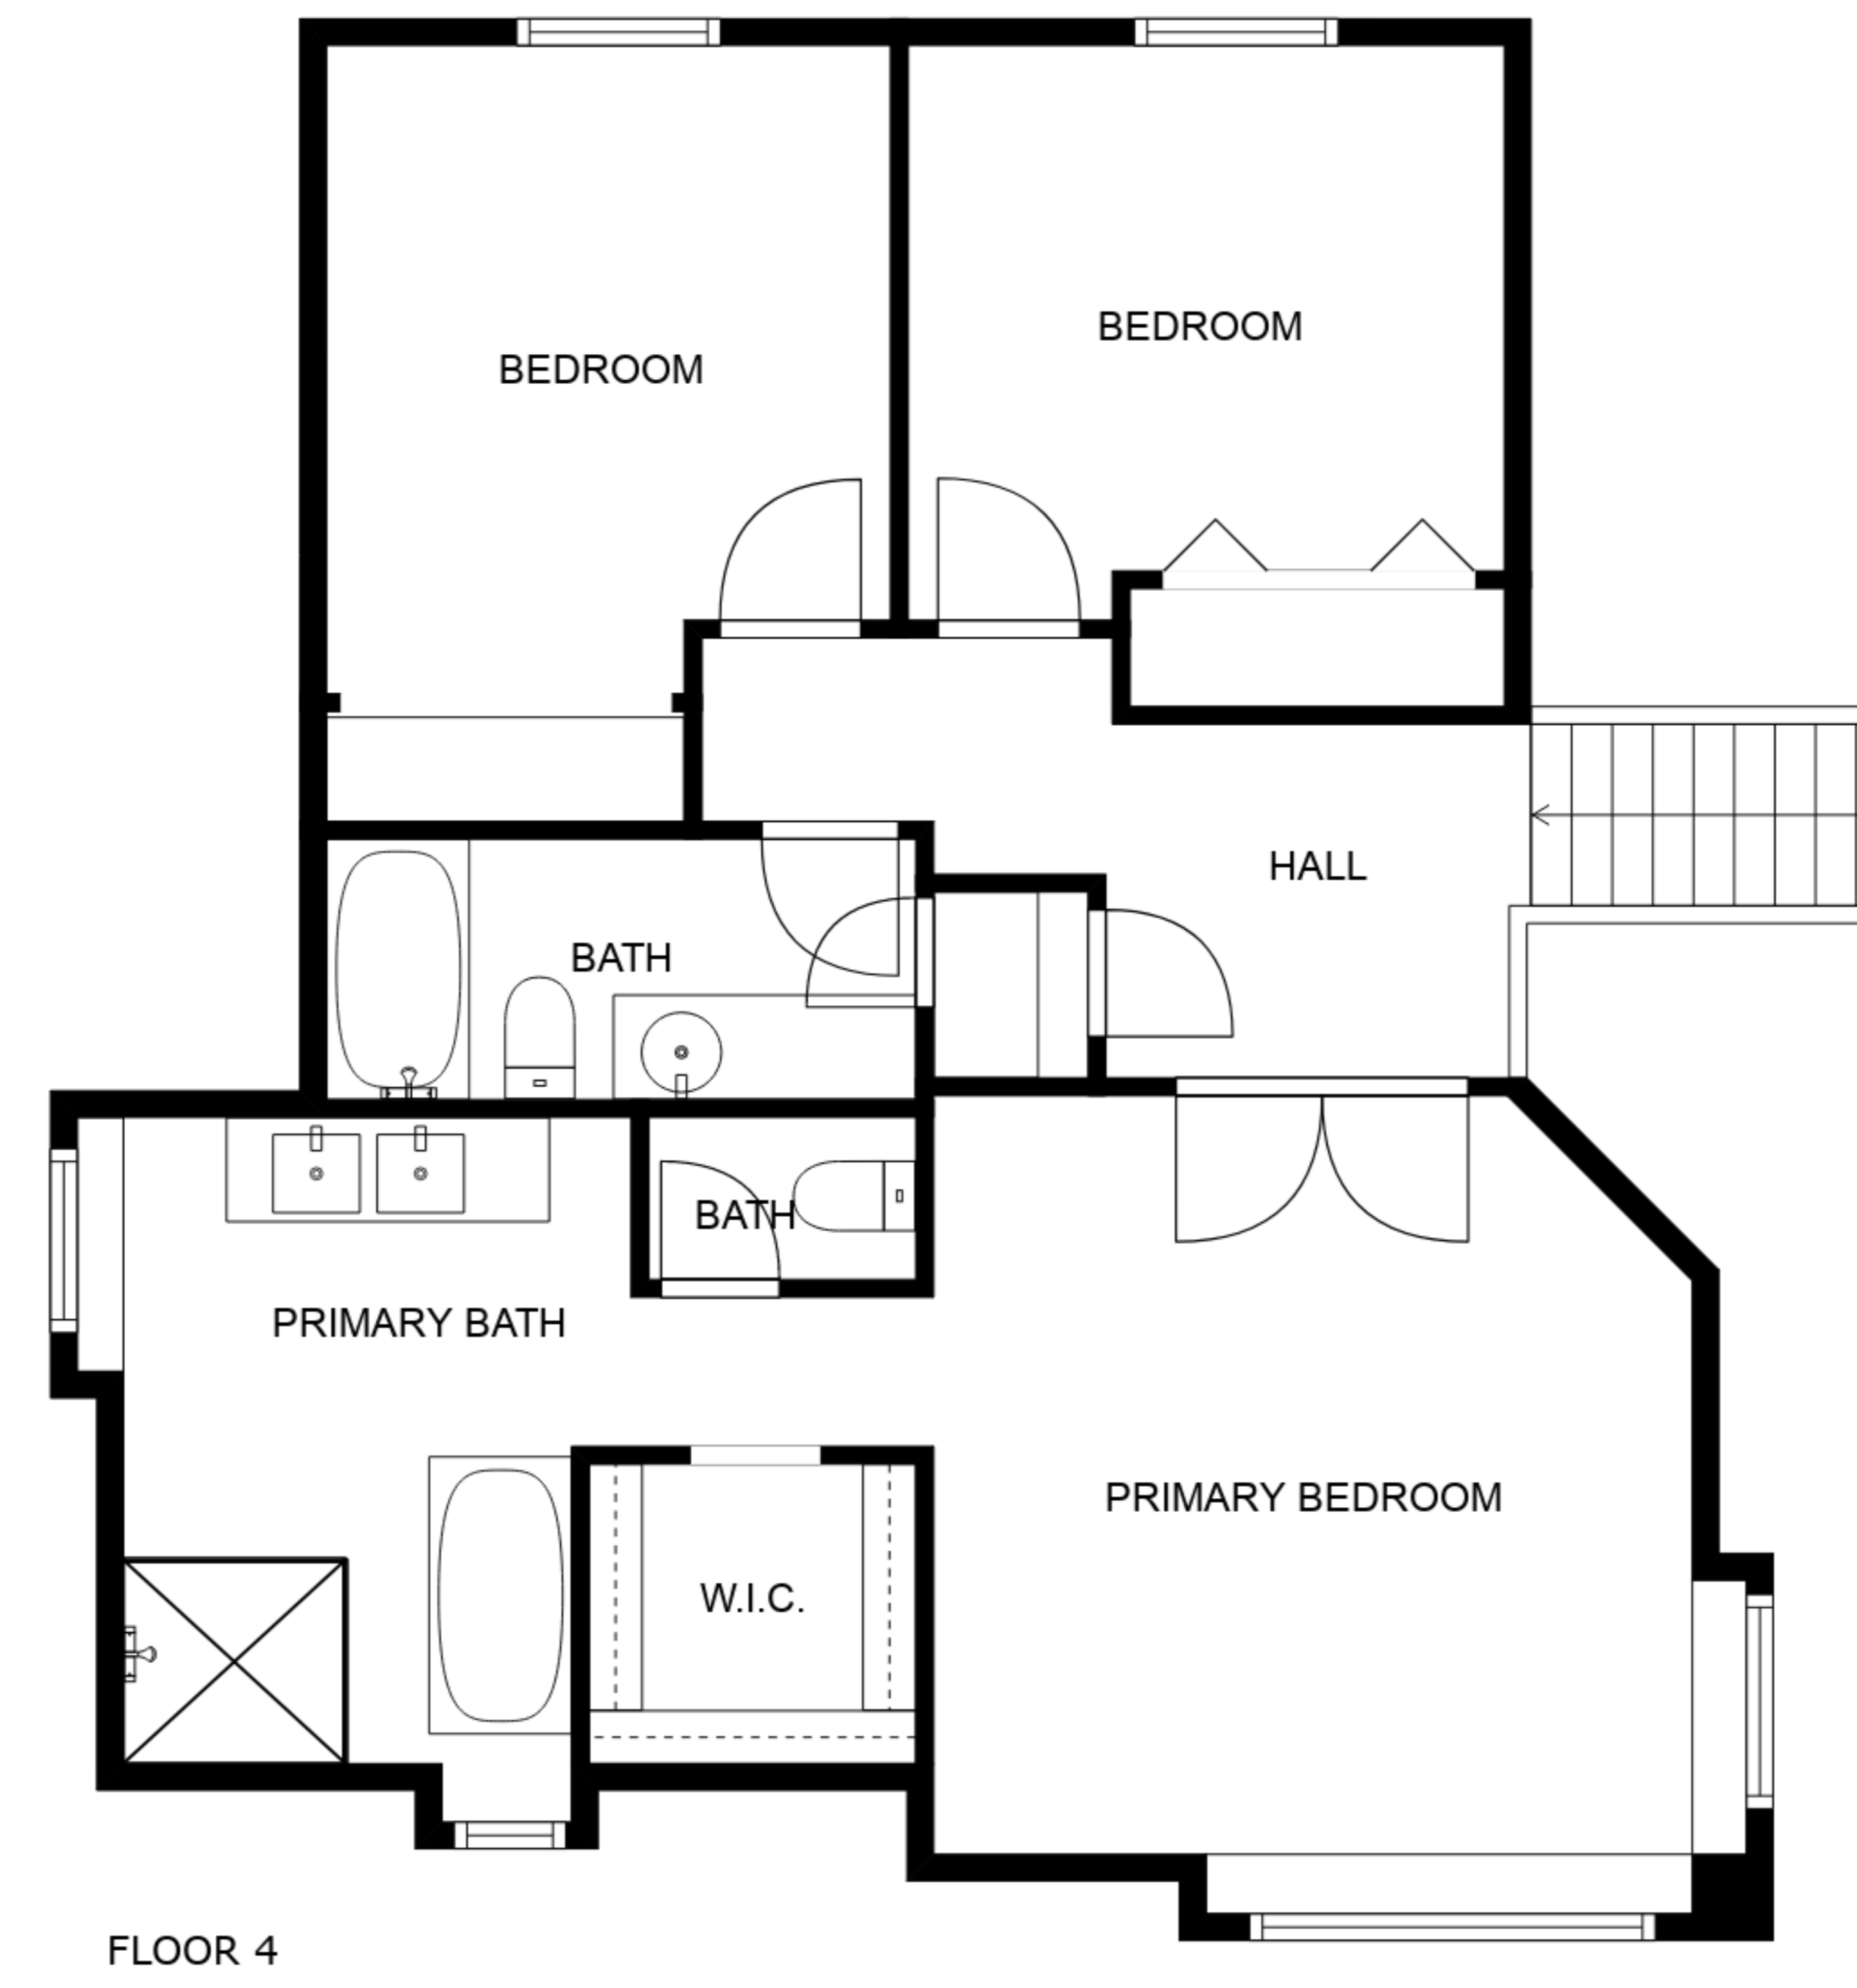 BEDROOM
BEDROOM
HALL
BATH
BATH
PRIMARY BATH
PRIMARY BEDROOM
W.I.C.
FLOOR 4